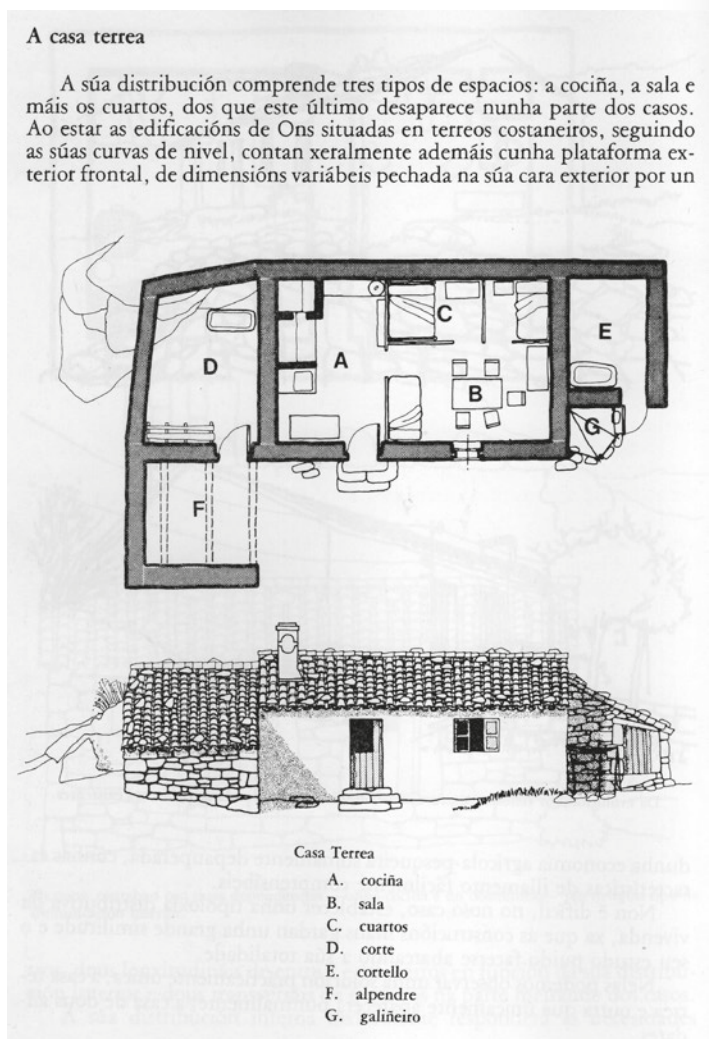 A casa terrea
A súa distribución comprende tres tipos de espacios: a cociña, a sala e
máis os cuartos, dos que este último desaparece nunha parte dos casos.
Ao estar as edificacións de Ons situadas en terreos costaneiros, seguindo
as súas curvas de nivel, contan xeralmente ademáis cunha plataforma ex-
terior frontal, de dimensións variábeis pechada na súa cara exterior por un
C
E
D
A
B
G
F
Casa Terrea
A. cociña
B. sala
C. cuartos
D. corte
E. cortello
F. alpendre
G. galiñeiro